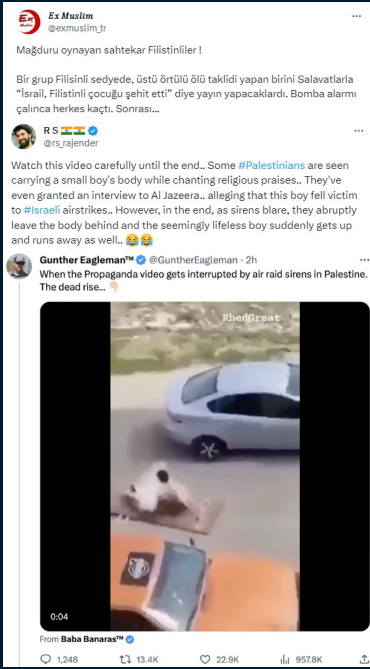 Ex Muslim
@exmuslim_tr
Mağduru oynayan sahtekar Filistinliler !
Bir grup Filisinli sedyede, üstü örtülü ölü taklidi yapan birini Salavatlarla
“İsrail, Filistinli çocuğu şehit etti” diye yayın yapacaklardı. Bomba alarmı
çalınca herkes kaçtı. Sonrası...
R S
@rs_rajender
Watch this video carefully until the end.. Some #Palestinians are seen
carrying a small boy's body while chanting religious praises.. They've
even granted an interview to Al Jazeera.. alleging that this boy fell victim
to #Israeli airstrikes.. However, in the end, as sirens blare, they abruptly
leave the body behind and the seemingly lifeless boy suddenly gets up
and runs away as well.. 😂😂
Gunther Eagleman™ @GuntherEagleman · 2h
When the Propaganda video gets interrupted by air raid sirens in Palestine.
The dead rise... 👇🏼
RhedGreat
0:04
From Baba Banaras™
1,248 13.4K 22.9K 957.8K